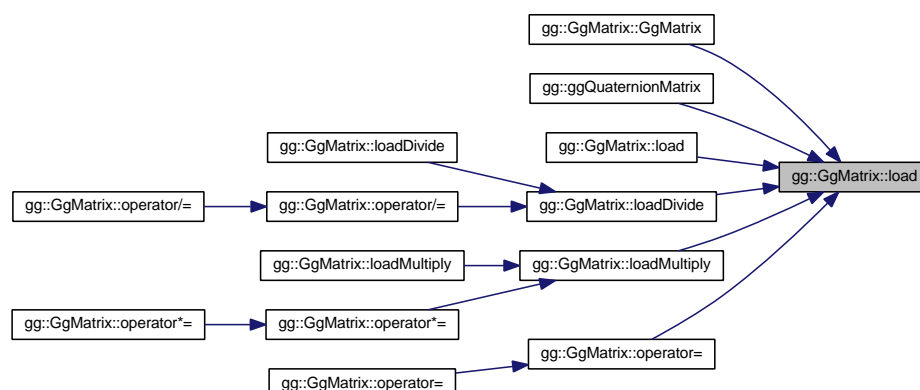 gg::GgMatrix::GgMatrix
gg::ggQuaternionMatrix
gg::GgMatrix::loadDivide
gg::GgMatrix::load
gg::GgMatrix::load
gg::GgMatrix::operator/=
gg::GgMatrix::operator/=
gg::GgMatrix::loadDivide
gg::GgMatrix::loadMultiply
gg::GgMatrix::loadMultiply
gg::GgMatrix::operator*=
gg::GgMatrix::operator*=
gg::GgMatrix::operator=
gg::GgMatrix::operator=